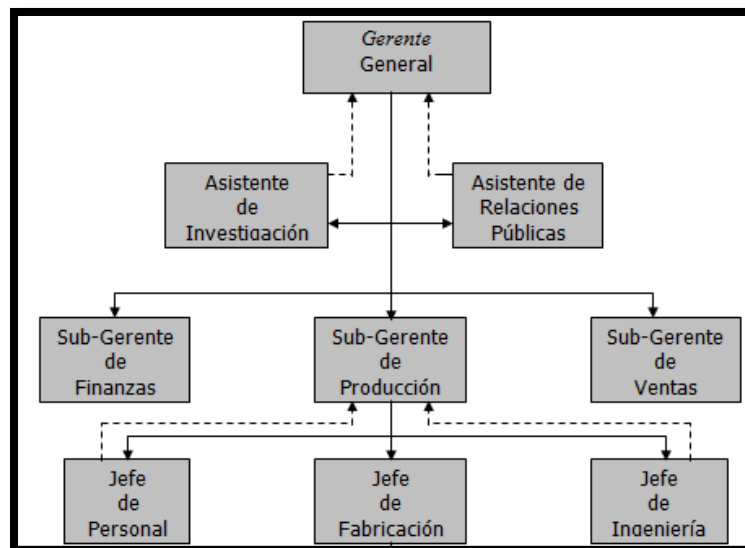 Gerente
General
Asistente
de
Investigación
Asistente de
Relaciones
Públicas
Sub-Gerente
de
Finanzas
Sub-Gerente
de
Producción
Sub-Gerente
de
Ventas
Jefe
de
Personal
Jefe
de
Fabricación
Jefe
de
Ingeniería